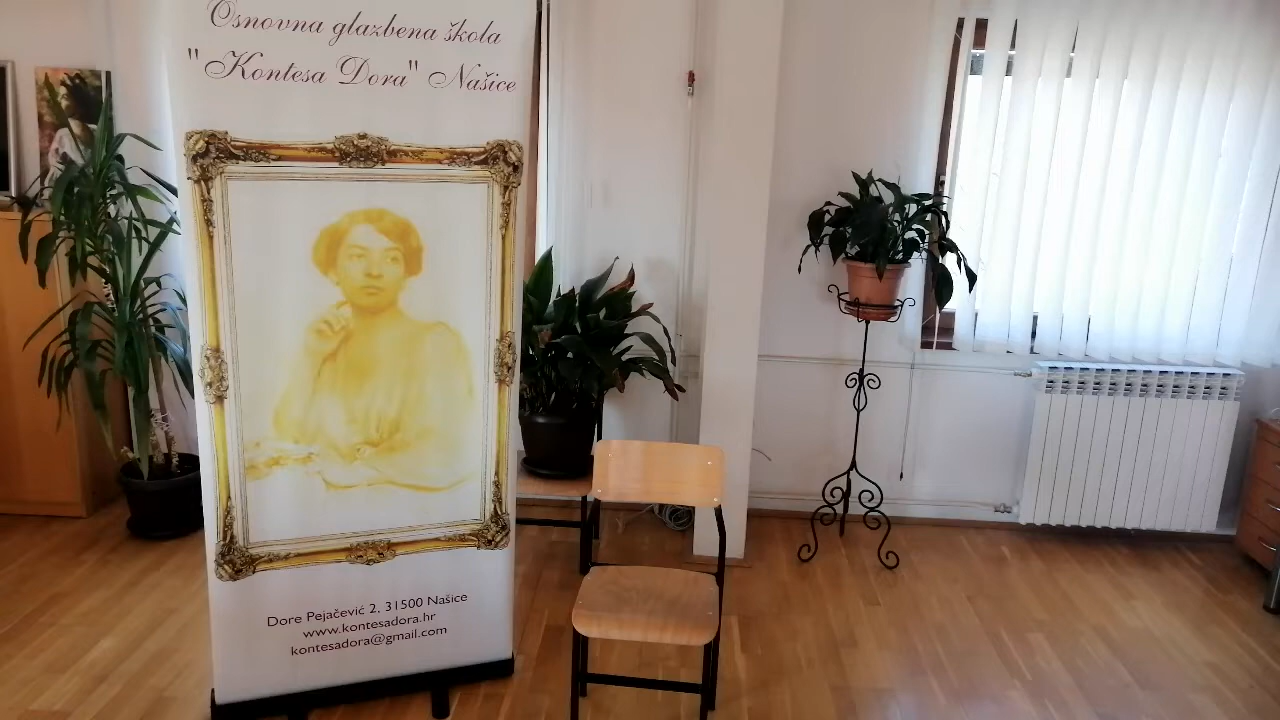 Osnovna glazbena škola
"Kontesa Dora" Našice
Dore Pejačević 2, 31500 Našice
www.kontesadora.hr
kontesadora@gmail.com